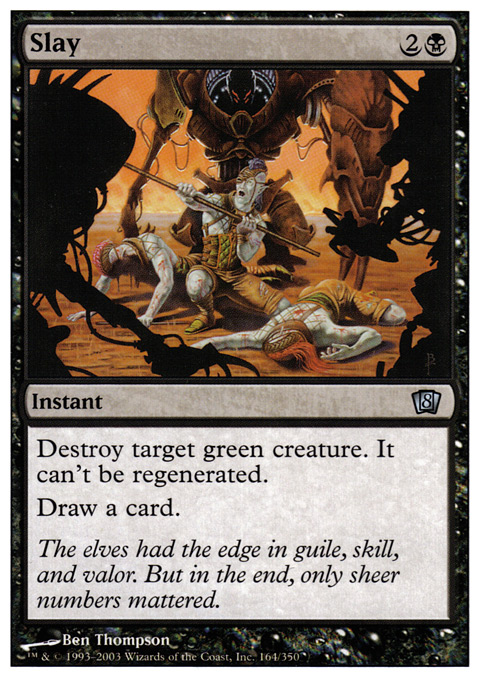 Slay 2
Instant 8
Destroy target green creature. It
can't be regenerated.
Draw a card.
The elves had the edge in guile, skill,
and valor. But in the end, only sheer
numbers mattered.
Ben Thompson
™ & © 1993–2003 Wizards of the Coast, Inc. 164/350